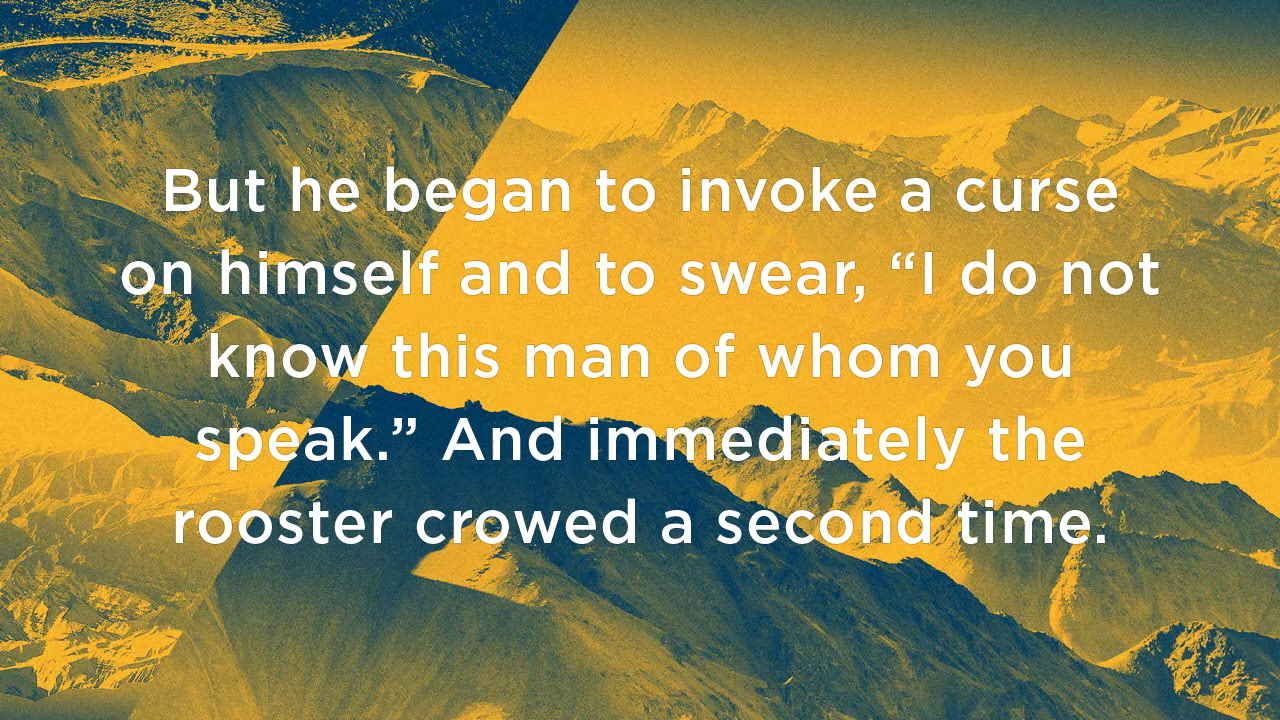 But he began to invoke a curse
on himself and to swear, “I do not
know this man of whom you
speak.” And immediately the
rooster crowed a second time.